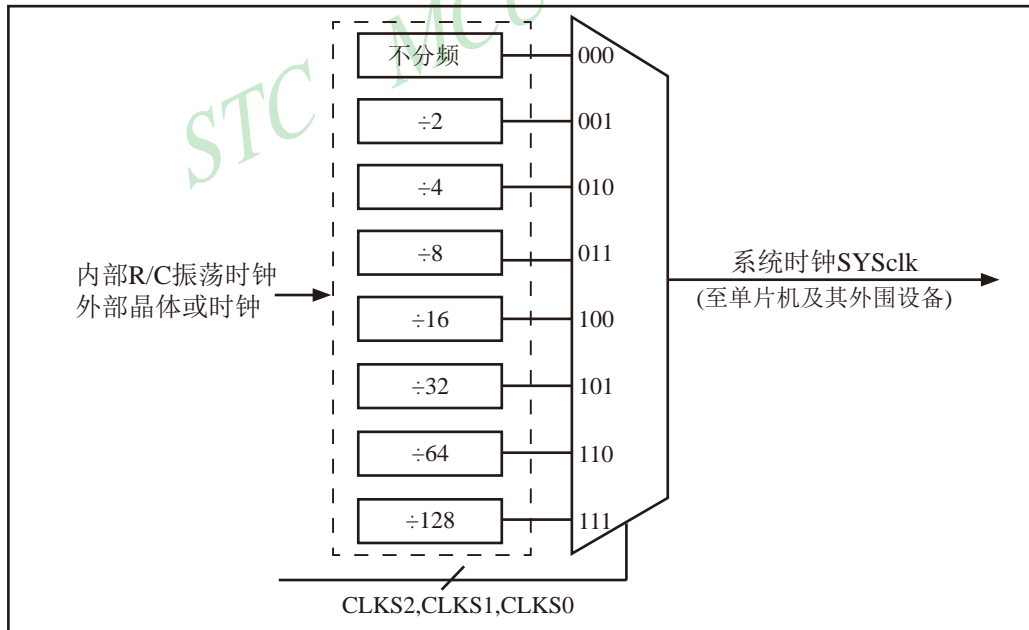 STC MCU
不分频
000
÷2
001
÷4
010
÷8
011
内部R/C振荡时钟
外部晶体或时钟
÷16
100
÷32
101
÷64
110
÷128
111
系统时钟SYSclk
(至单片机及其外围设备)
CLKS2,CLKS1,CLKS0